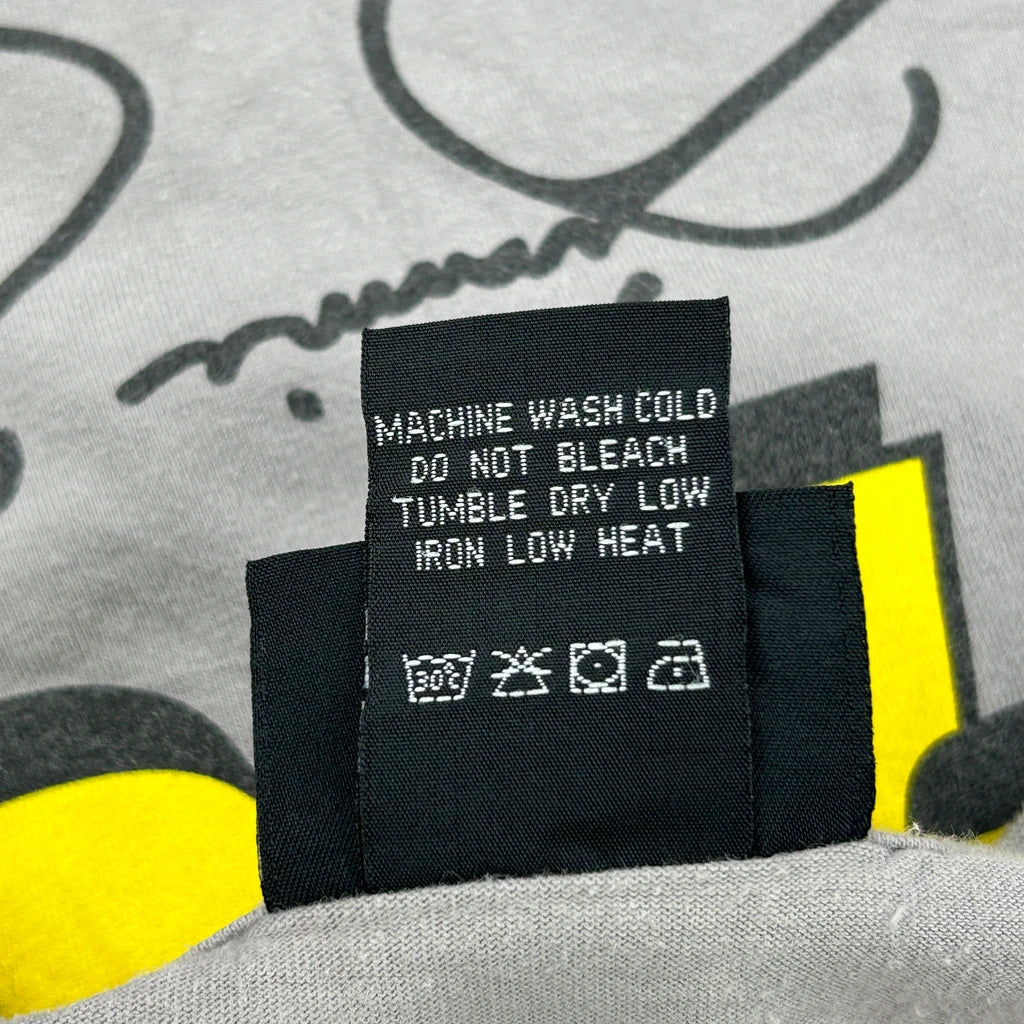 MACHINE WASH COLD
DO NOT BLEACH
TUMBLE DRY LOW
IRON LOW HEAT
30°C